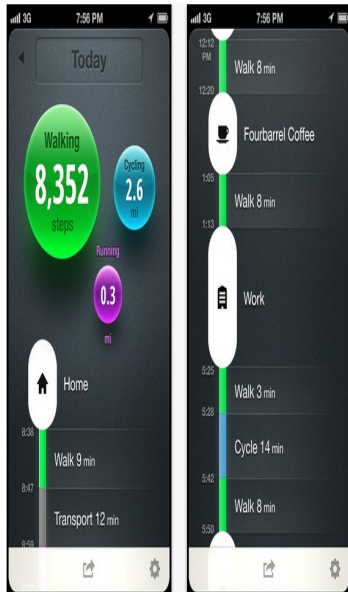 3G 7:56 PM
Today
Walking
8,352
steps
Cycling
2.6
mi
Running
0.3
mi
Home
8:38
Walk 9 min
8:47
Transport 12 min
8:59
3G 7:56 PM
12:12
PM
Walk 8 min
12:20
Fourbarrel Coffee
1:05
Walk 8 min
1:13
Work
5:25
Walk 3 min
5:28
Cycle 14 min
5:42
Walk 8 min
5:50